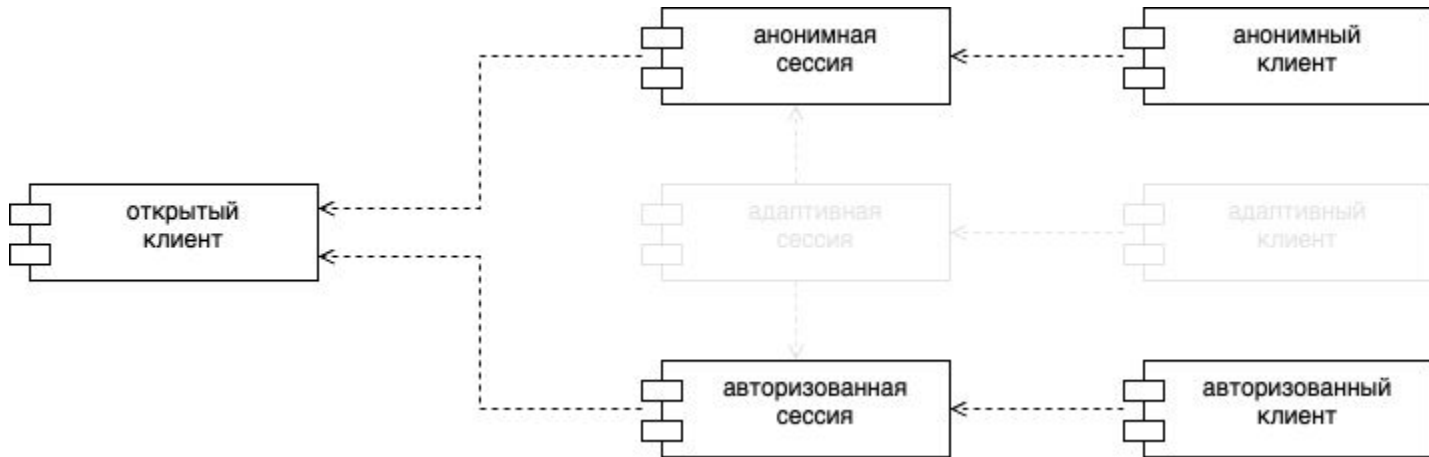 анонимная
сессия
анонимный
клиент
открытый
клиент
адаптивная
сессия
адаптивный
клиент
авторизованная
сессия
авторизованный
клиент